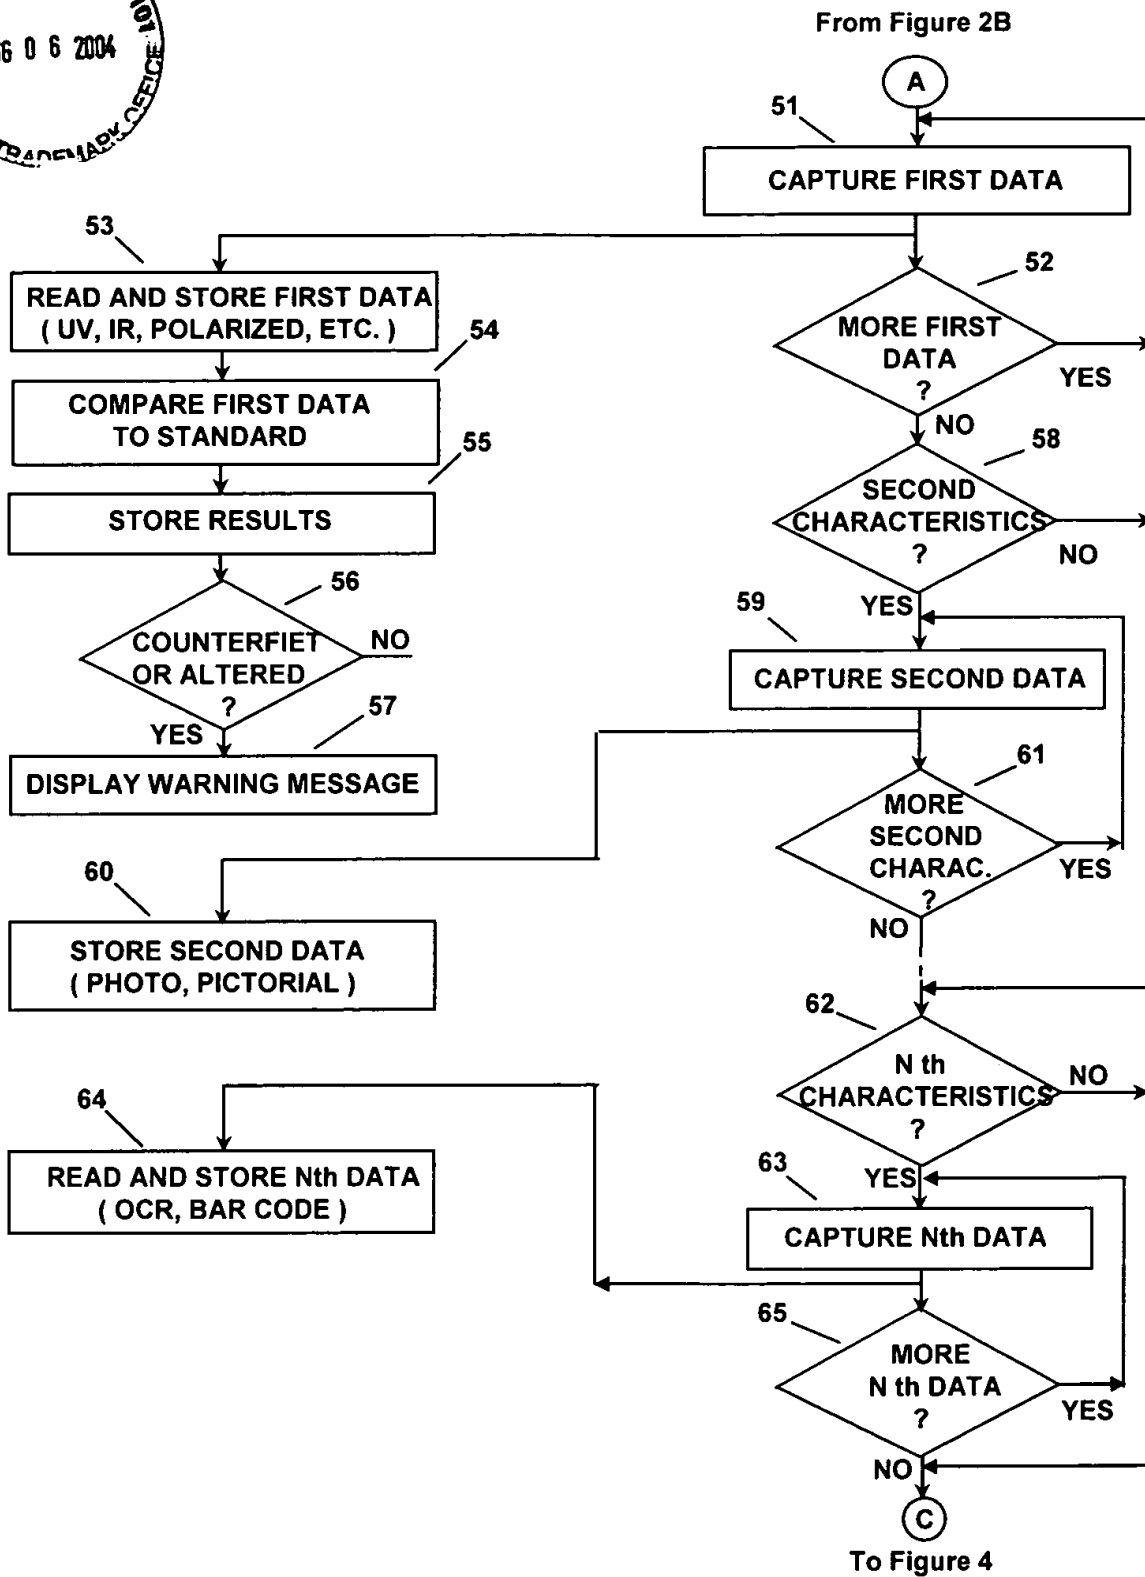 6 0 6 2004
TRADEMARK OFFICE
From Figure 2B
A
51
CAPTURE FIRST DATA
53
READ AND STORE FIRST DATA
( UV, IR, POLARIZED, ETC. )
52
MORE FIRST
DATA
?
YES
NO
54
COMPARE FIRST DATA
TO STANDARD
55
STORE RESULTS
58
SECOND
CHARACTERISTICS
?
NO
YES
56
COUNTERFIET
OR ALTERED
?
NO
YES
57
DISPLAY WARNING MESSAGE
59
CAPTURE SECOND DATA
61
MORE
SECOND
CHARAC.
?
YES
NO
60
STORE SECOND DATA
( PHOTO, PICTORIAL )
62
N th
CHARACTERISTICS
?
NO
YES
64
READ AND STORE Nth DATA
( OCR, BAR CODE )
63
CAPTURE Nth DATA
65
MORE
N th DATA
?
YES
NO
C
To Figure 4